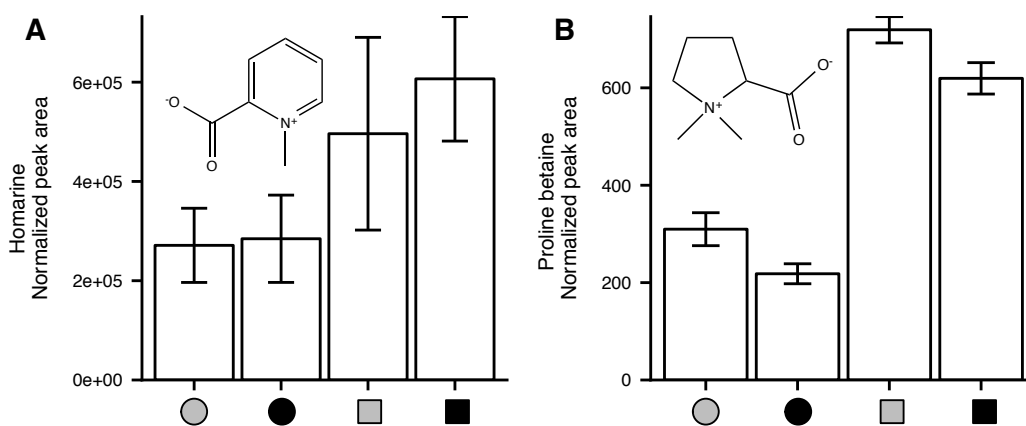 A
Homarine
Normalized peak area
6e+05
4e+05
2e+05
0e+00
-O
O
N+
B
Proline betaine
Normalized peak area
600
400
200
0
N+
O-
O